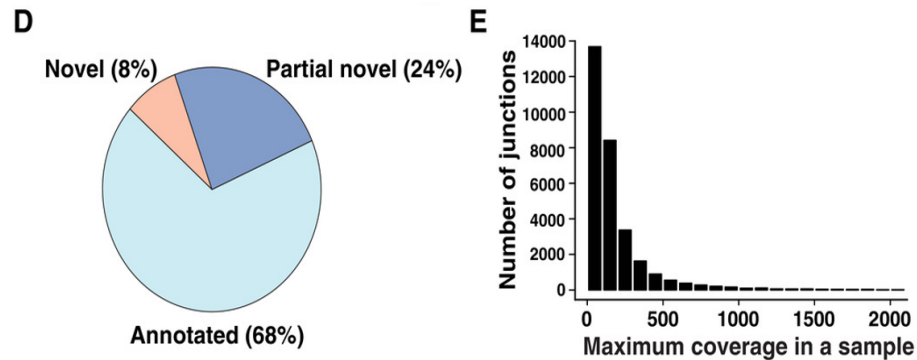 D
Novel (8%)
Partial novel (24%)
Annotated (68%)
E
Number of junctions
14000
12000
10000
8000
6000
4000
2000
0
0 500 1000 1500 2000
Maximum coverage in a sample